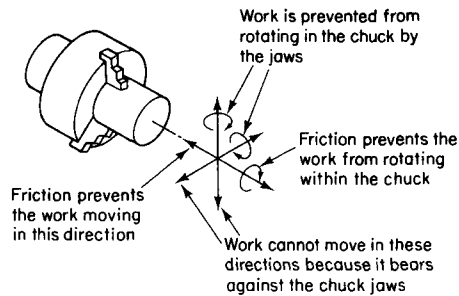 Work is prevented from
rotating in the chuck by
the jaws
Friction prevents the
work from rotating
within the chuck
Friction prevents
the work moving
in this direction
Work cannot move in these
directions because it bears
against the chuck jaws